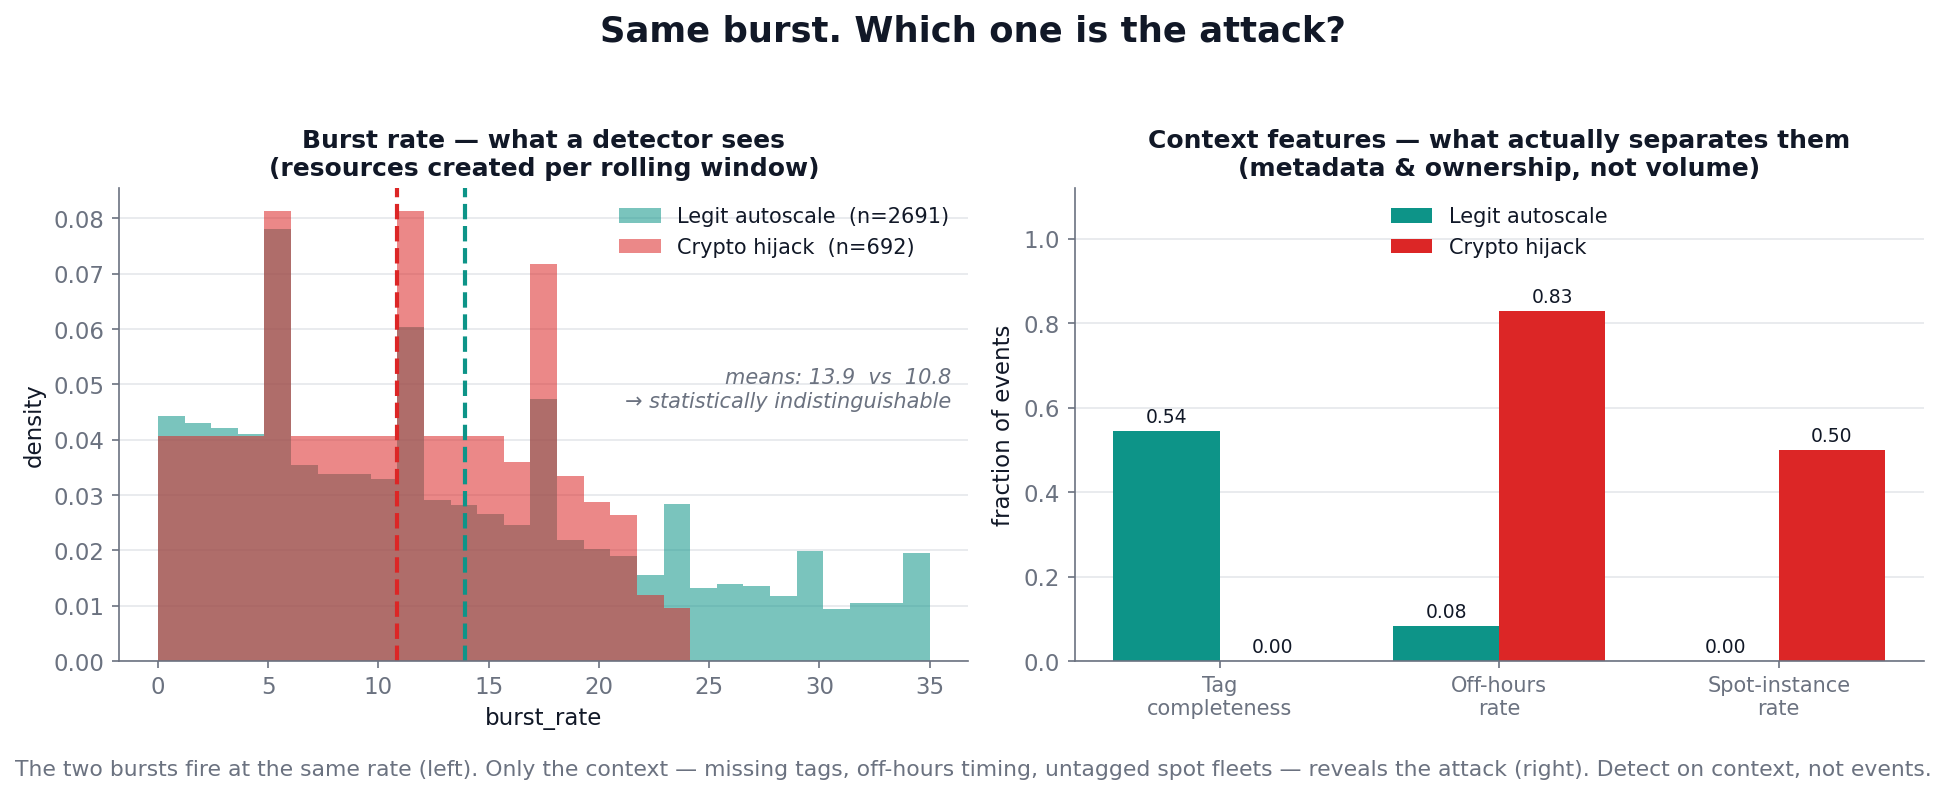 Same burst. Which one is the attack?
Burst rate — what a detector sees
(resources created per rolling window)
Legit autoscale  (n=2691)
Crypto hijack  (n=692)
means: 13.9  vs  10.8
→ statistically indistinguishable
density
0.08
0.07
0.06
0.05
0.04
0.03
0.02
0.01
0.00
0
5
10
15
20
25
30
35
burst_rate
Context features — what actually separates them
(metadata & ownership, not volume)
Legit autoscale
Crypto hijack
fraction of events
1.0
0.8
0.6
0.4
0.2
0.0
0.54
0.00
0.08
0.83
0.00
0.50
Tag
completeness
Off-hours
rate
Spot-instance
rate
The two bursts fire at the same rate (left). Only the context — missing tags, off-hours timing, untagged spot fleets — reveals the attack (right). Detect on context, not events.